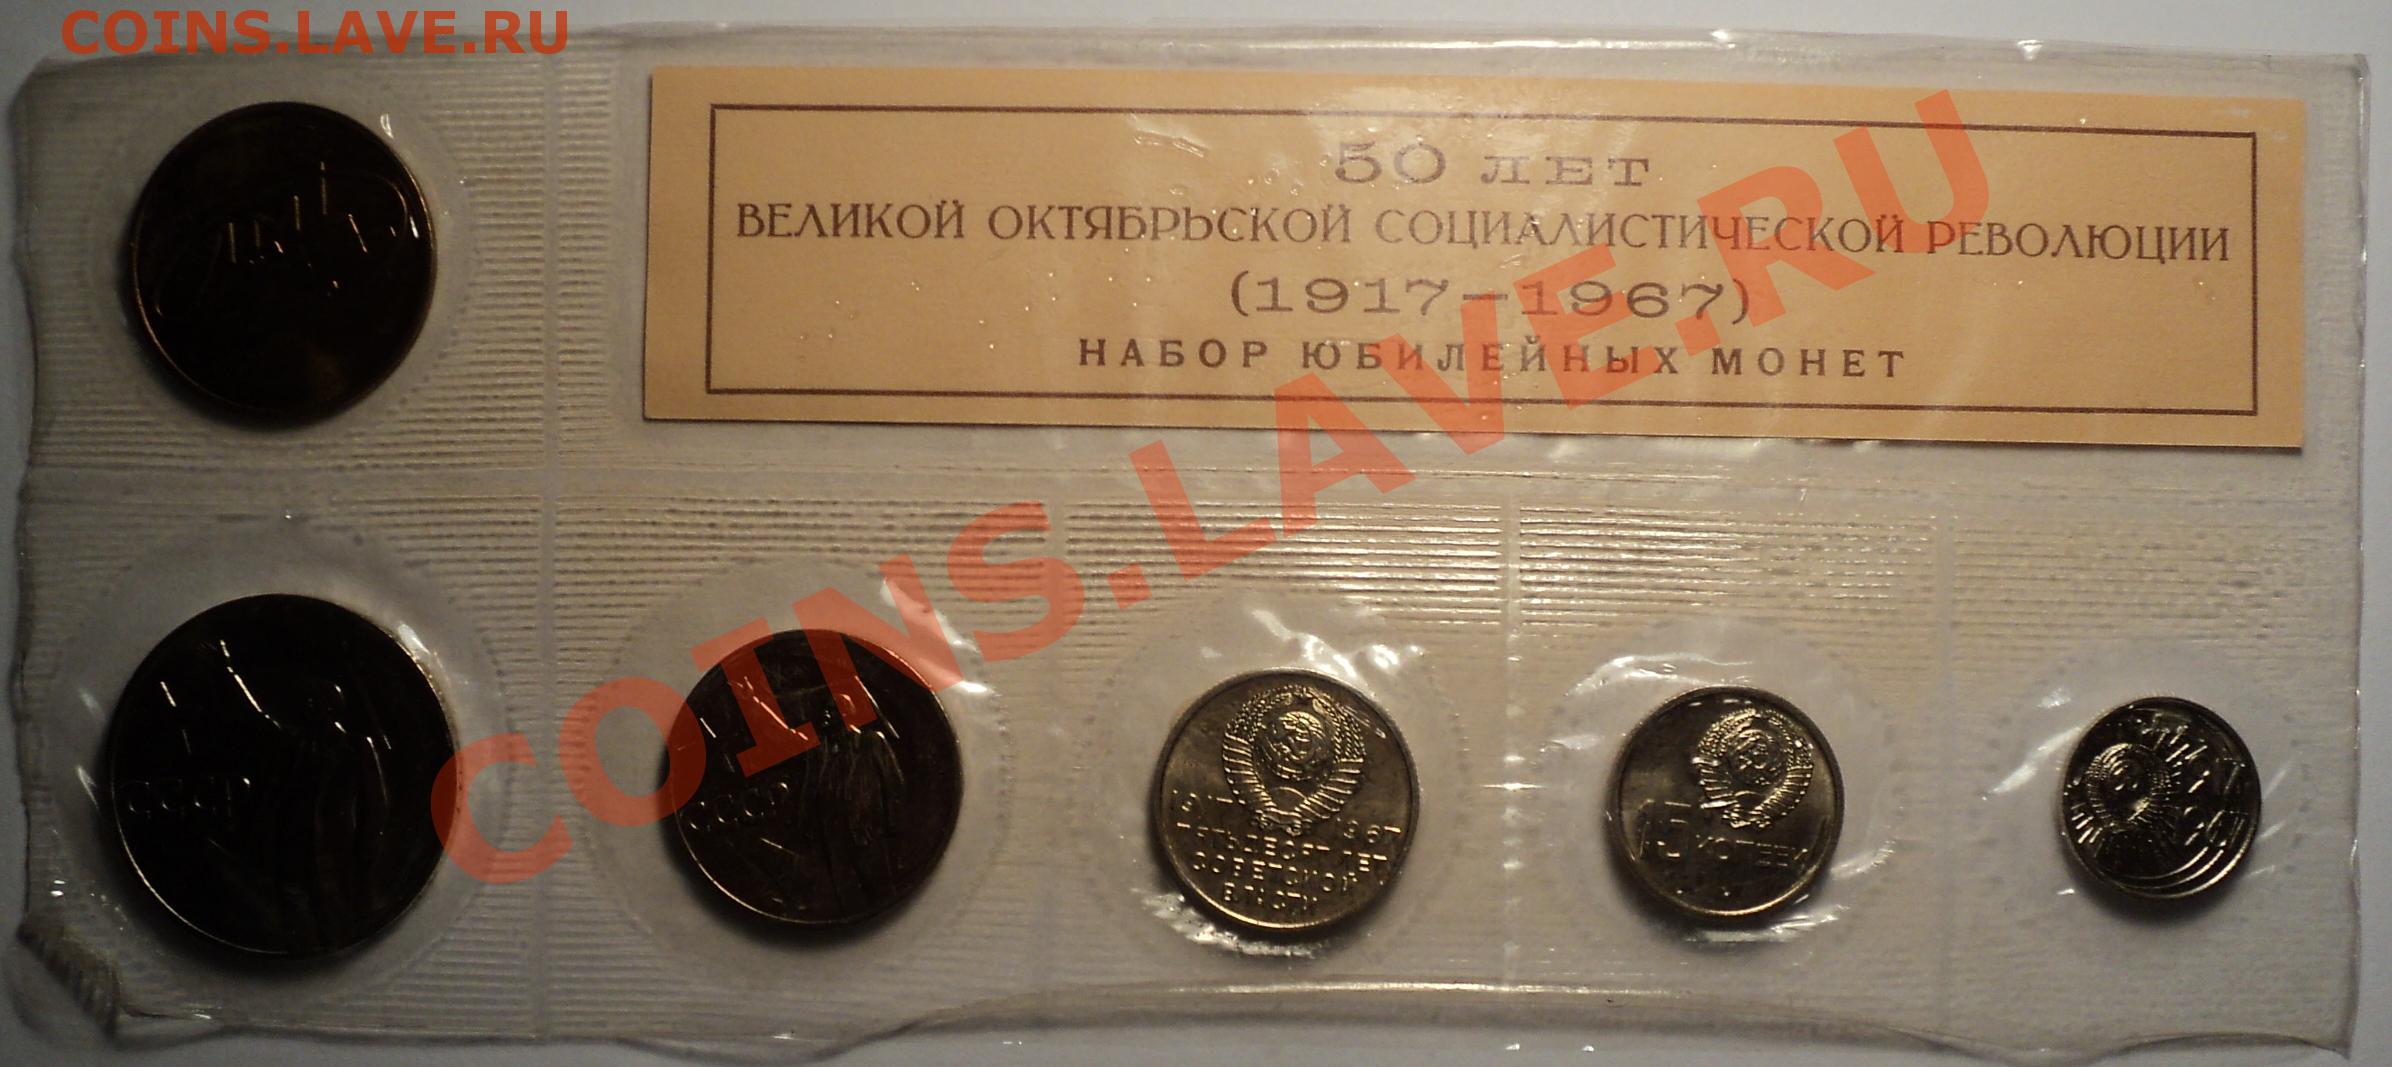 COINS.LAVE.RU
50 ЛЕТ
ВЕЛИКОЙ ОКТЯБРЬСКОЙ СОЦИАЛИСТИЧЕСКОЙ РЕВОЛЮЦИИ
(1917–1967)
НАБОР ЮБИЛЕЙНЫХ МОНЕТ
COINS.LAVE.RU
СССР
СССР
1917 1967
ПЯТЬДЕСЯТ ЛЕТ
СОВЕТСКОЙ
ВЛАСТИ
15 КОПЕЕК